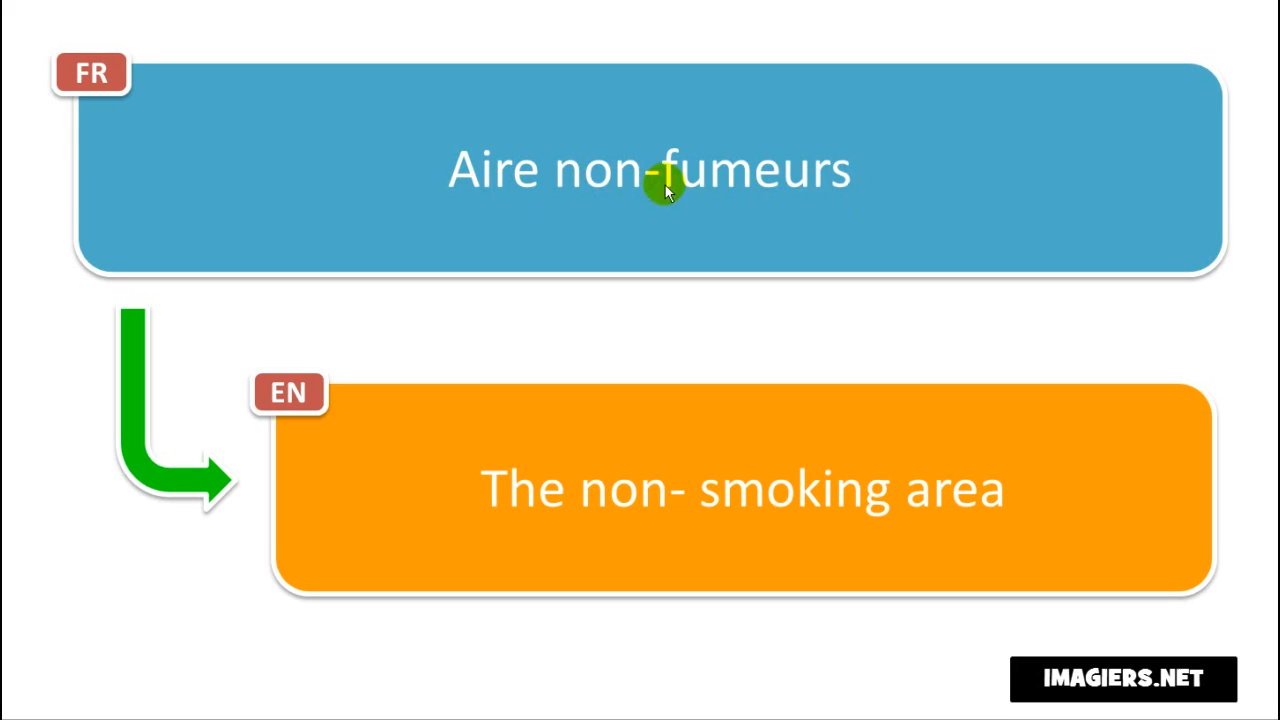 FR
Aire non-fumeurs
EN
The non- smoking area
IMAGIERS.NET